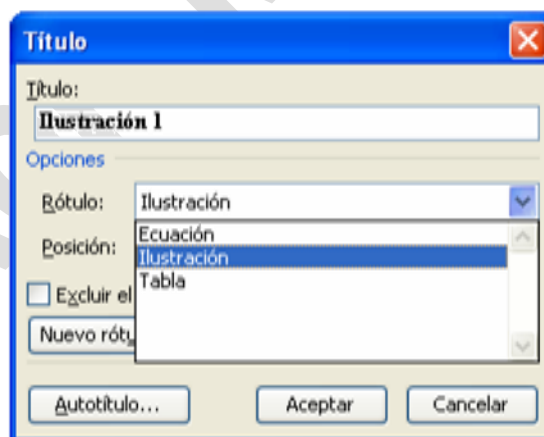 Título
Título:
Ilustración 1
Opciones
Rótulo: Ilustración
Posición:
Ecuación
Ilustración
Tabla
Excluir el
Nuevo rótu
Autotítulo... Aceptar Cancelar